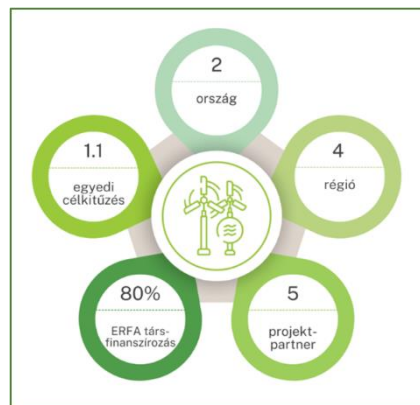 2
ország
4
régió
5
projekt-
partner
80%
ERFA társ-
finanszírozás
1.1
egyedi
célkitűzés